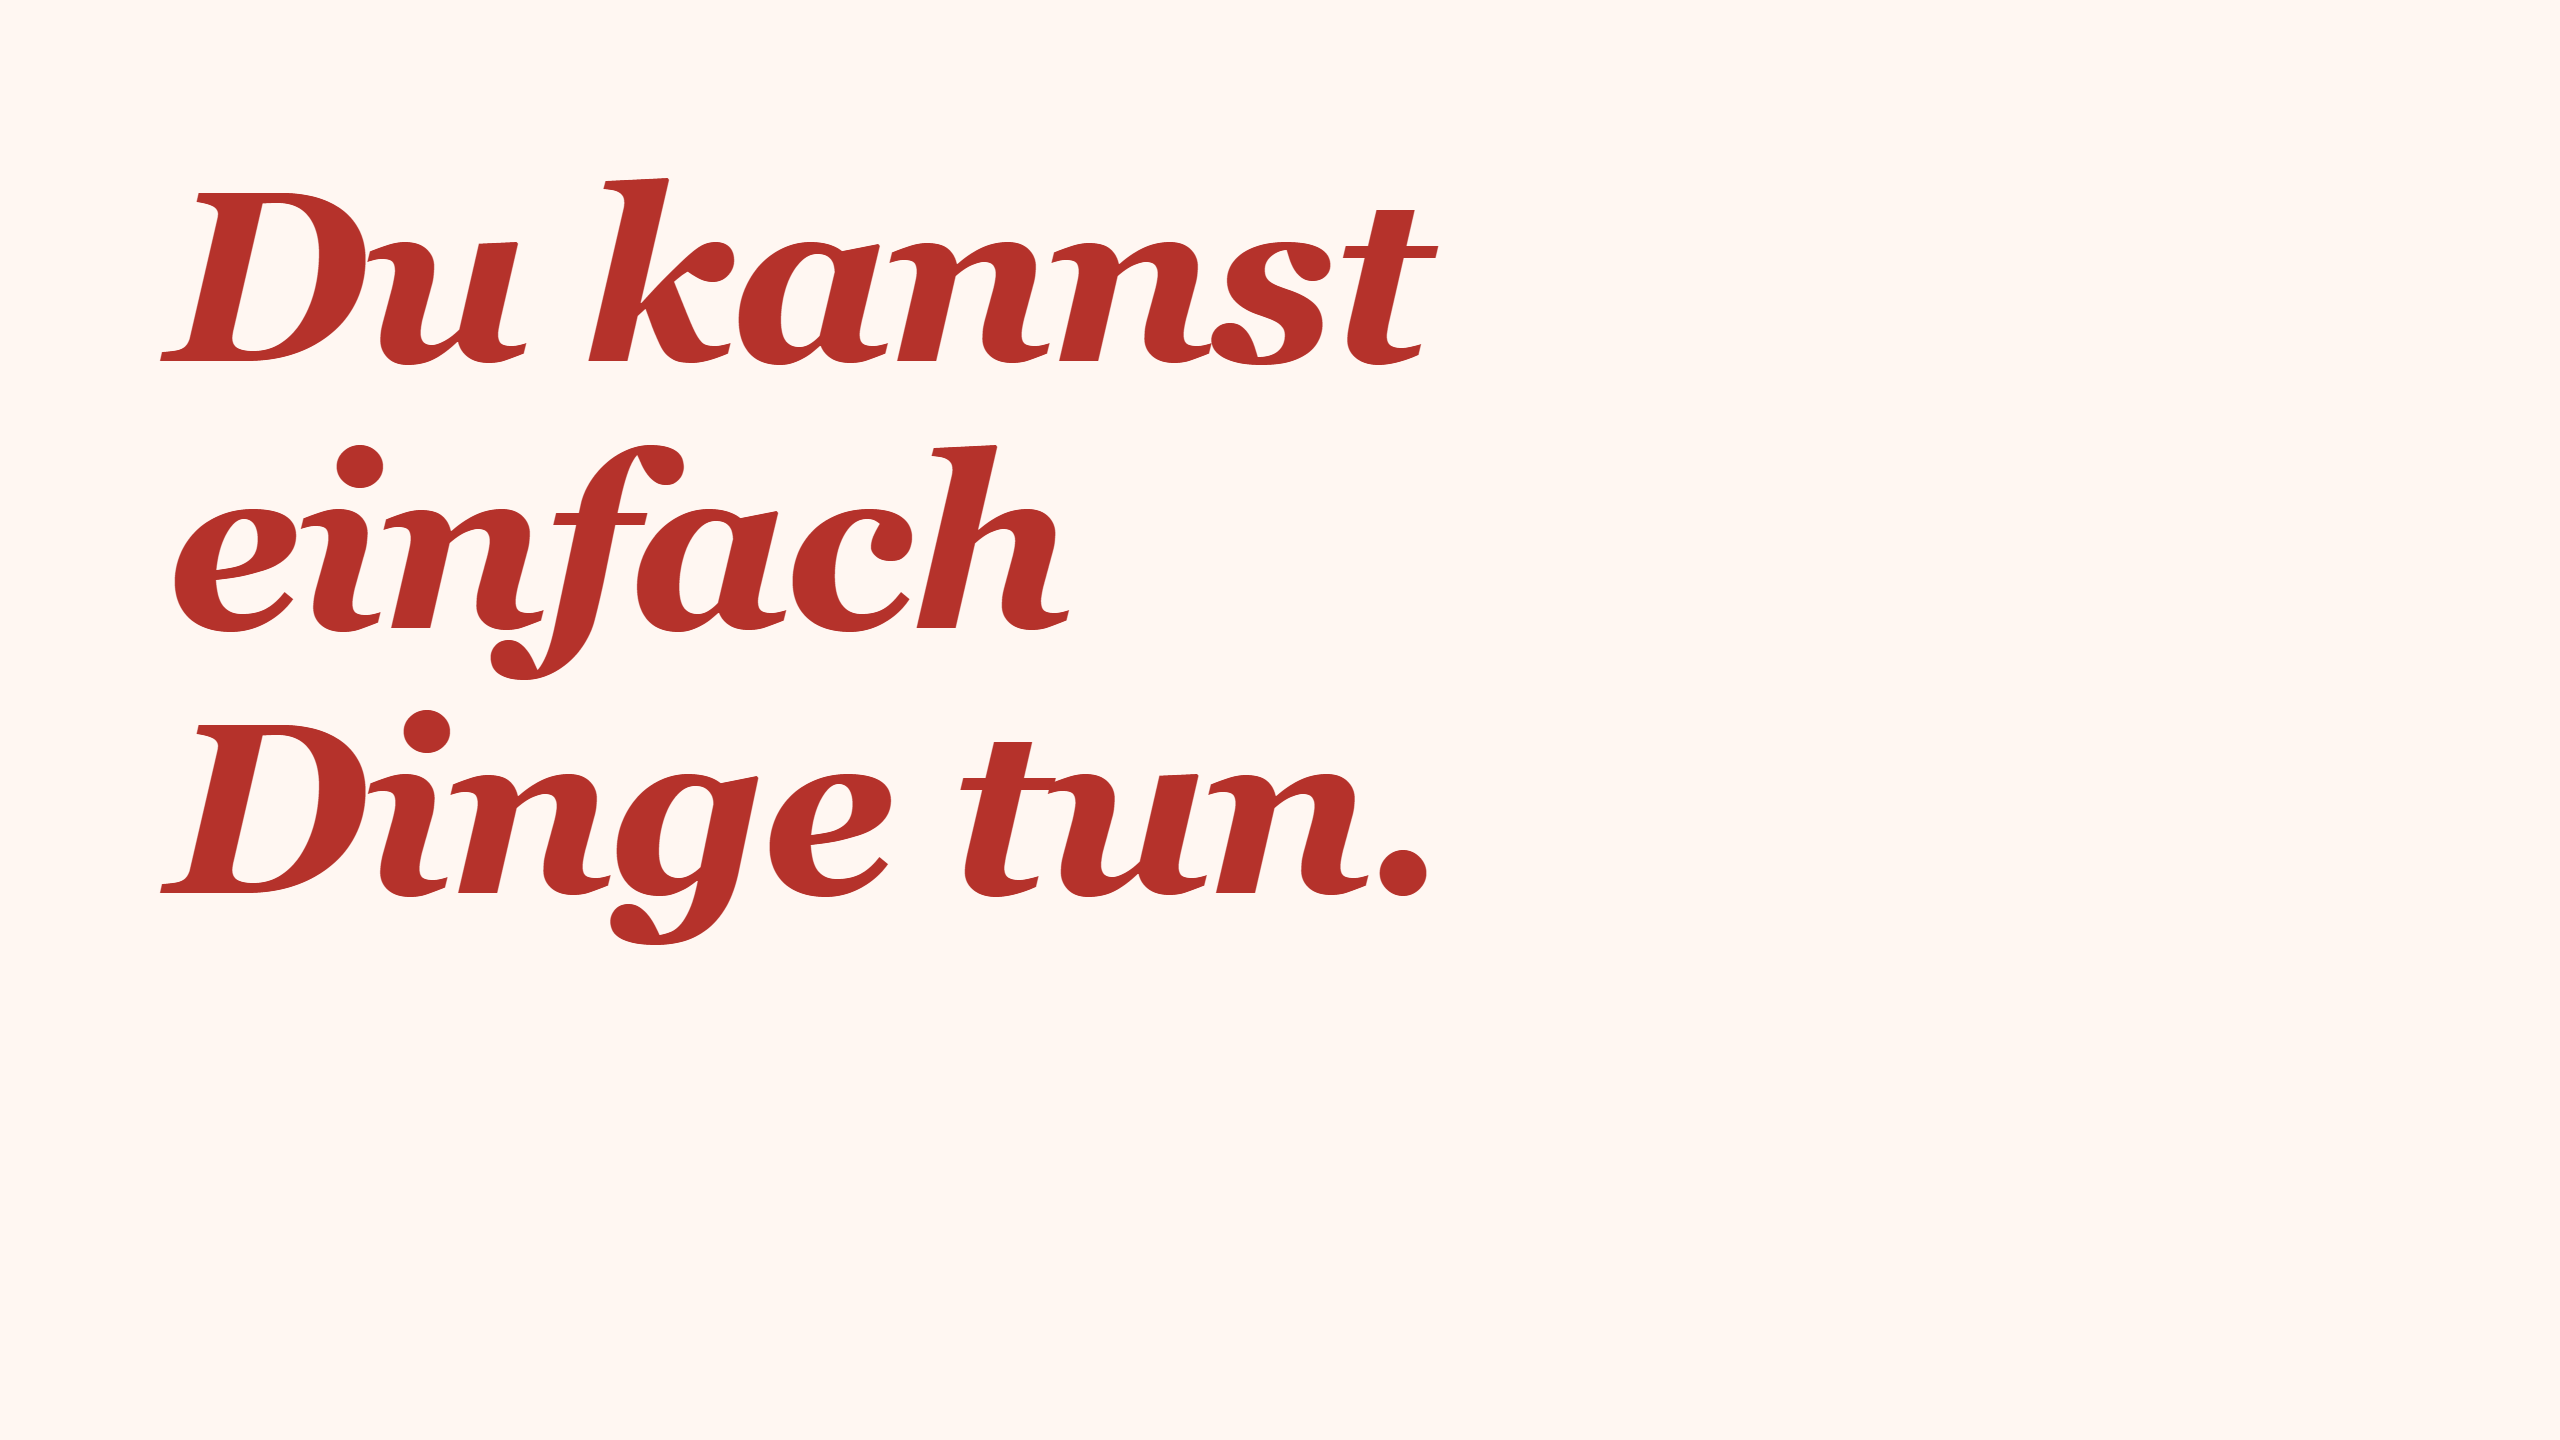 Du kannst
einfach
Dinge tun.